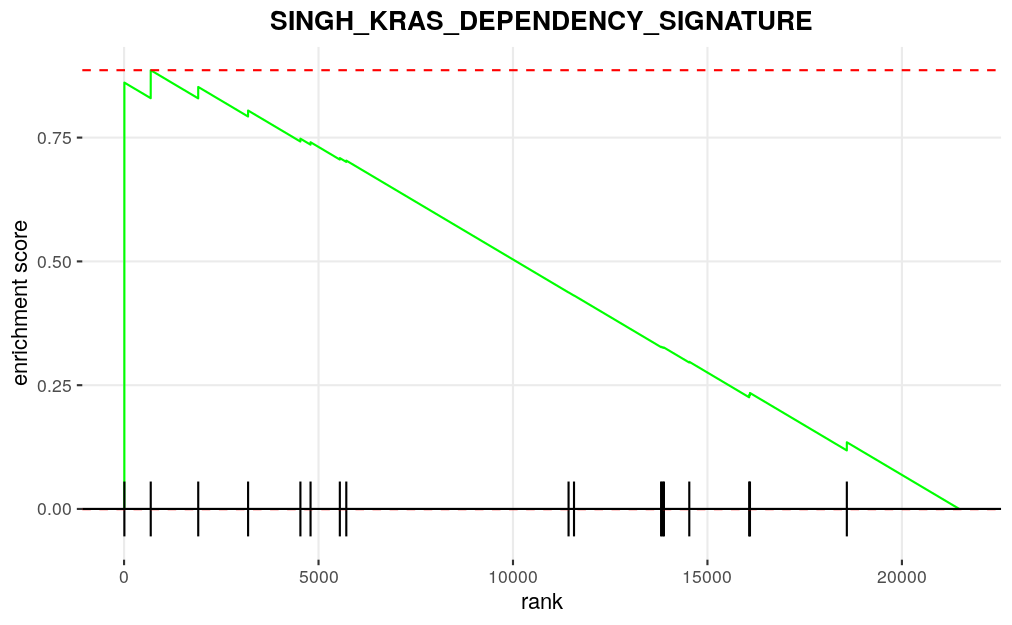 SINGH_KRAS_DEPENDENCY_SIGNATURE
enrichment score
0.75
0.50
0.25
0.00
0 5000 10000 15000 20000
rank